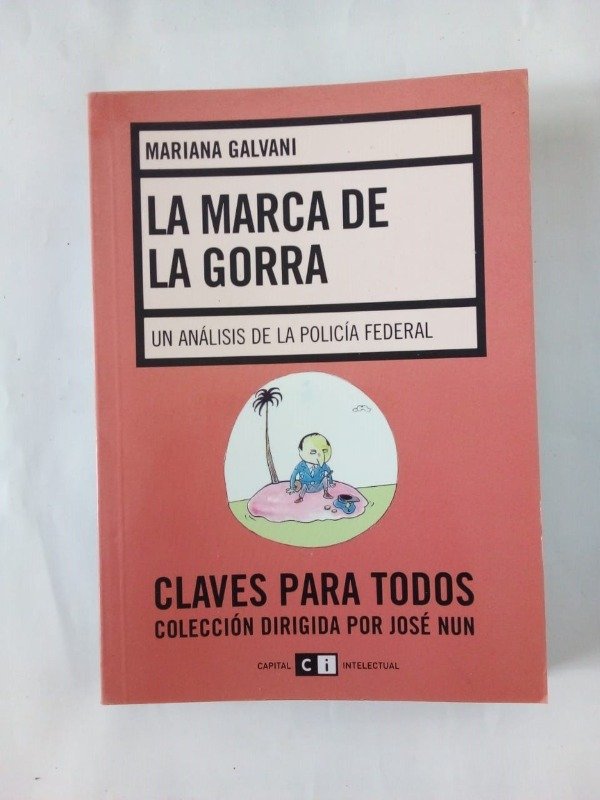 MARIANA GALVANI
LA MARCA DE
LA GORRA
UN ANÁLISIS DE LA POLICÍA FEDERAL
CLAVES PARA TODOS
COLECCIÓN DIRIGIDA POR JOSÉ NUN
CAPITAL Ci INTELECTUAL